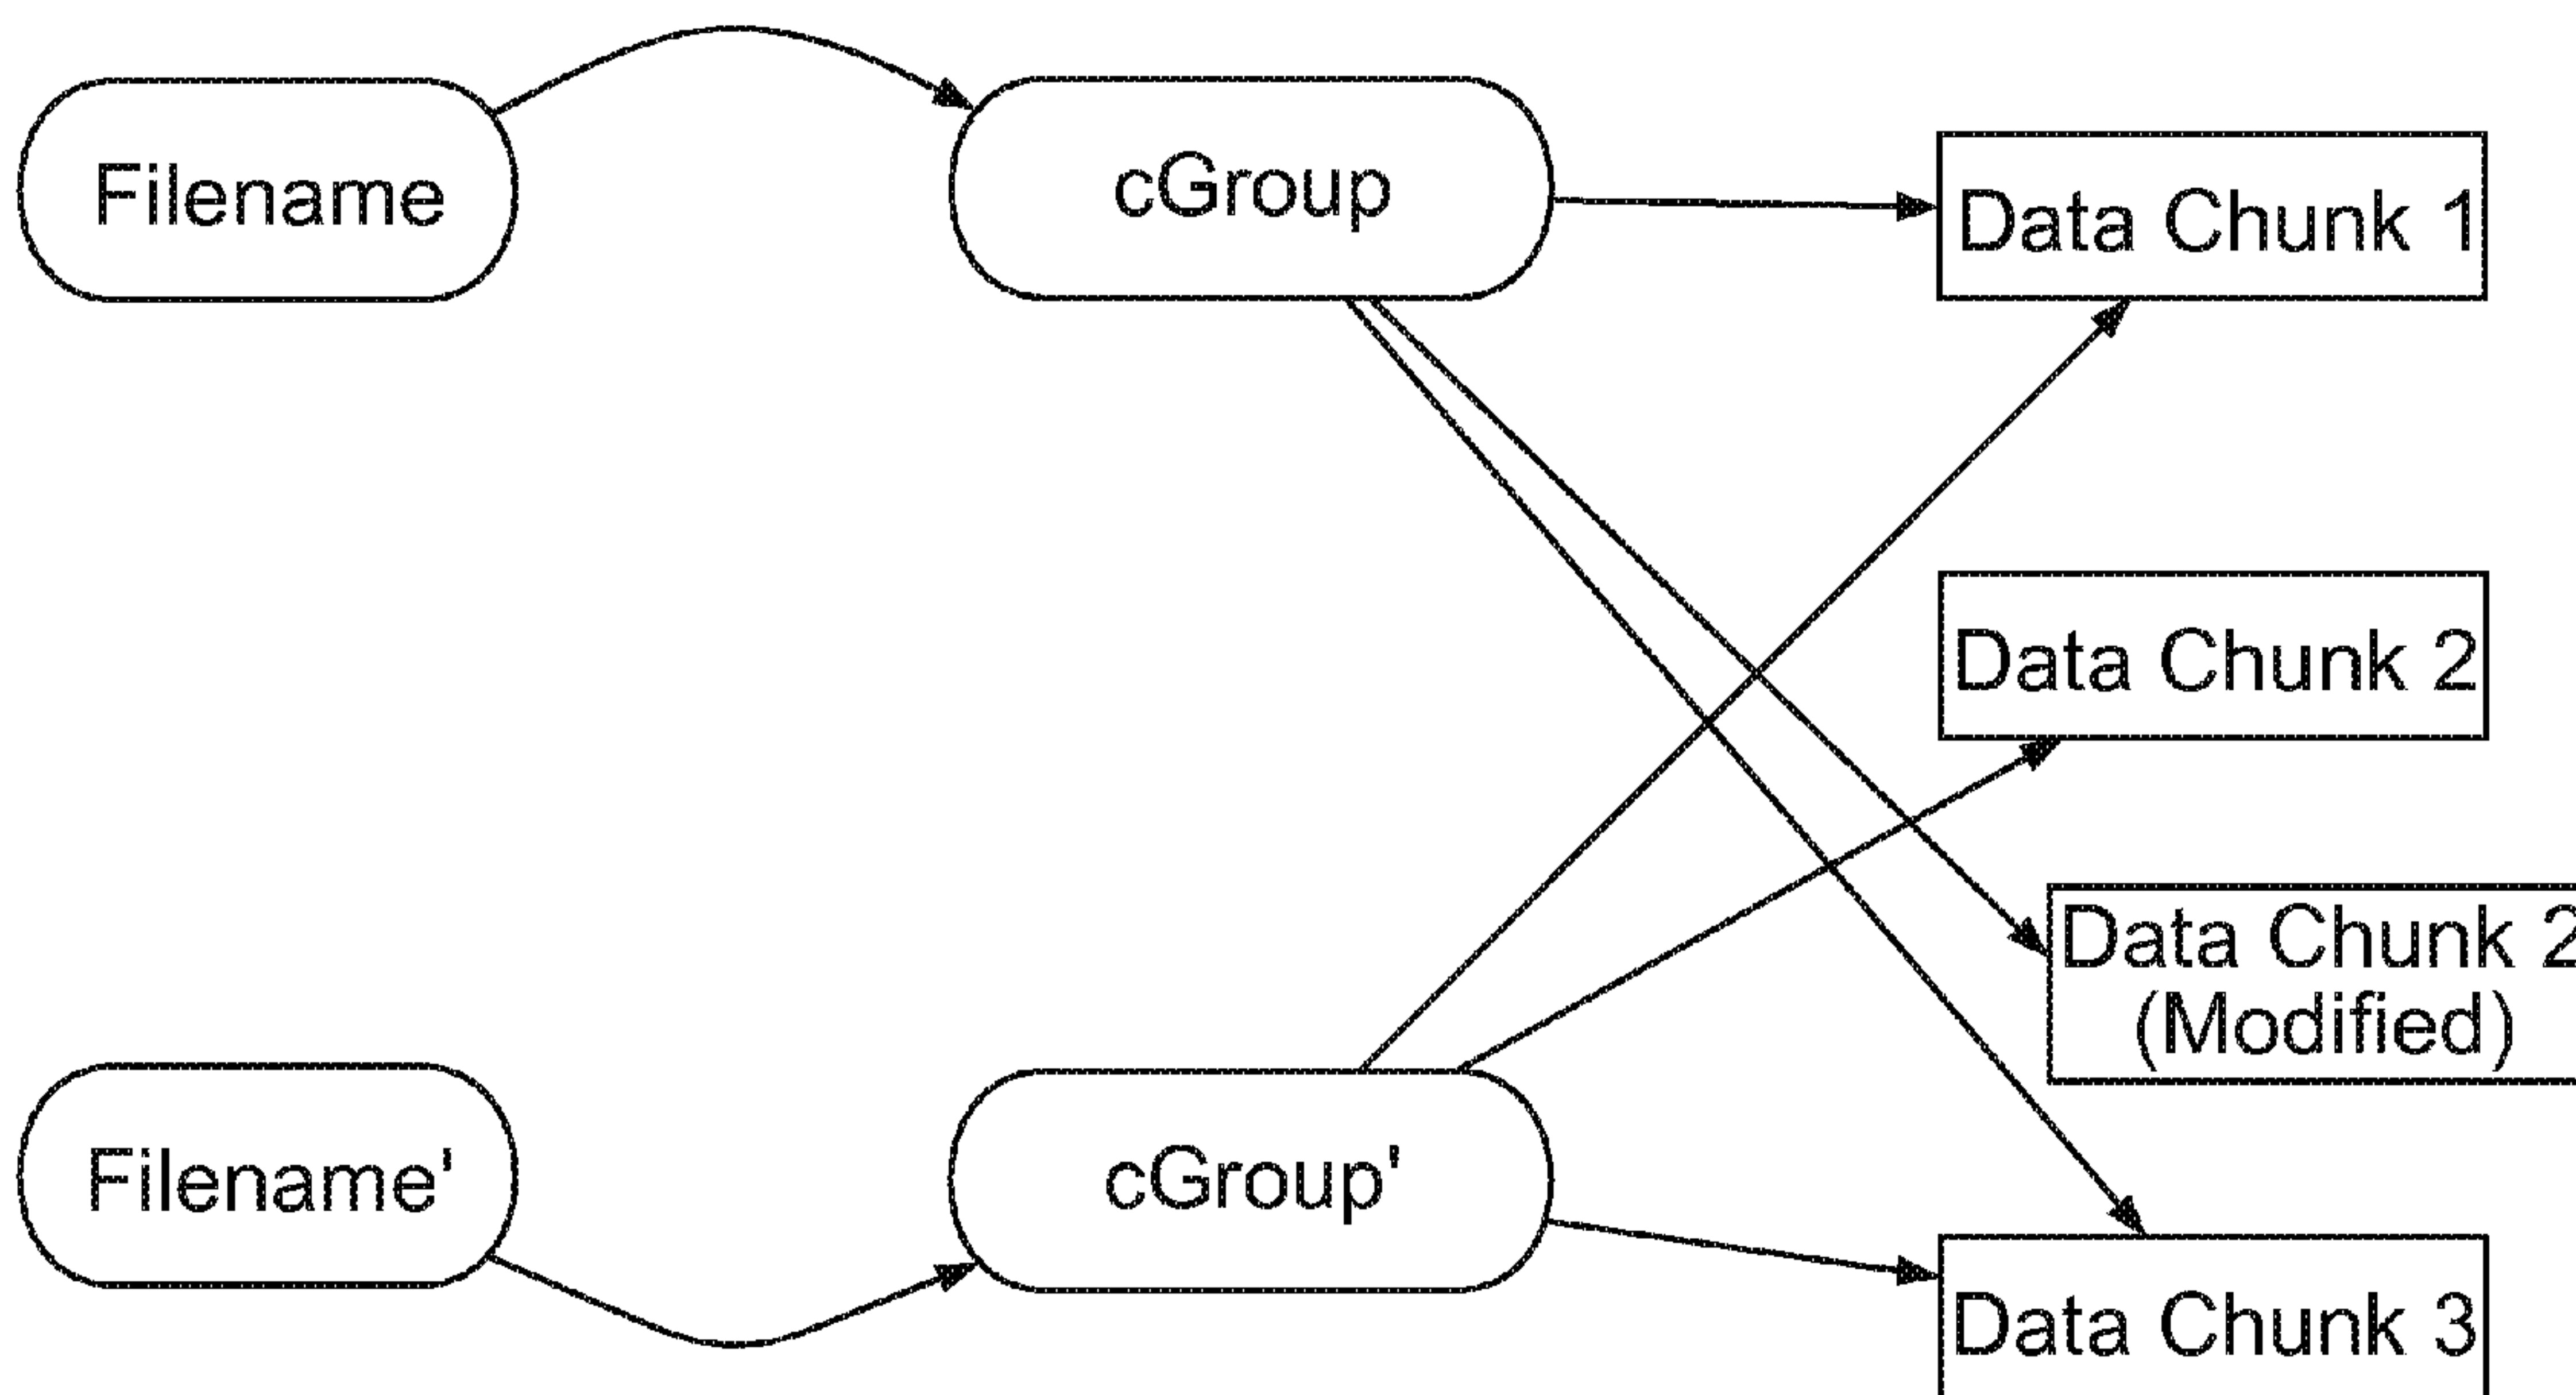 Filename
cGroup
Data Chunk 1
Data Chunk 2
Data Chunk 2
(Modified)
Filename'
cGroup'
Data Chunk 3